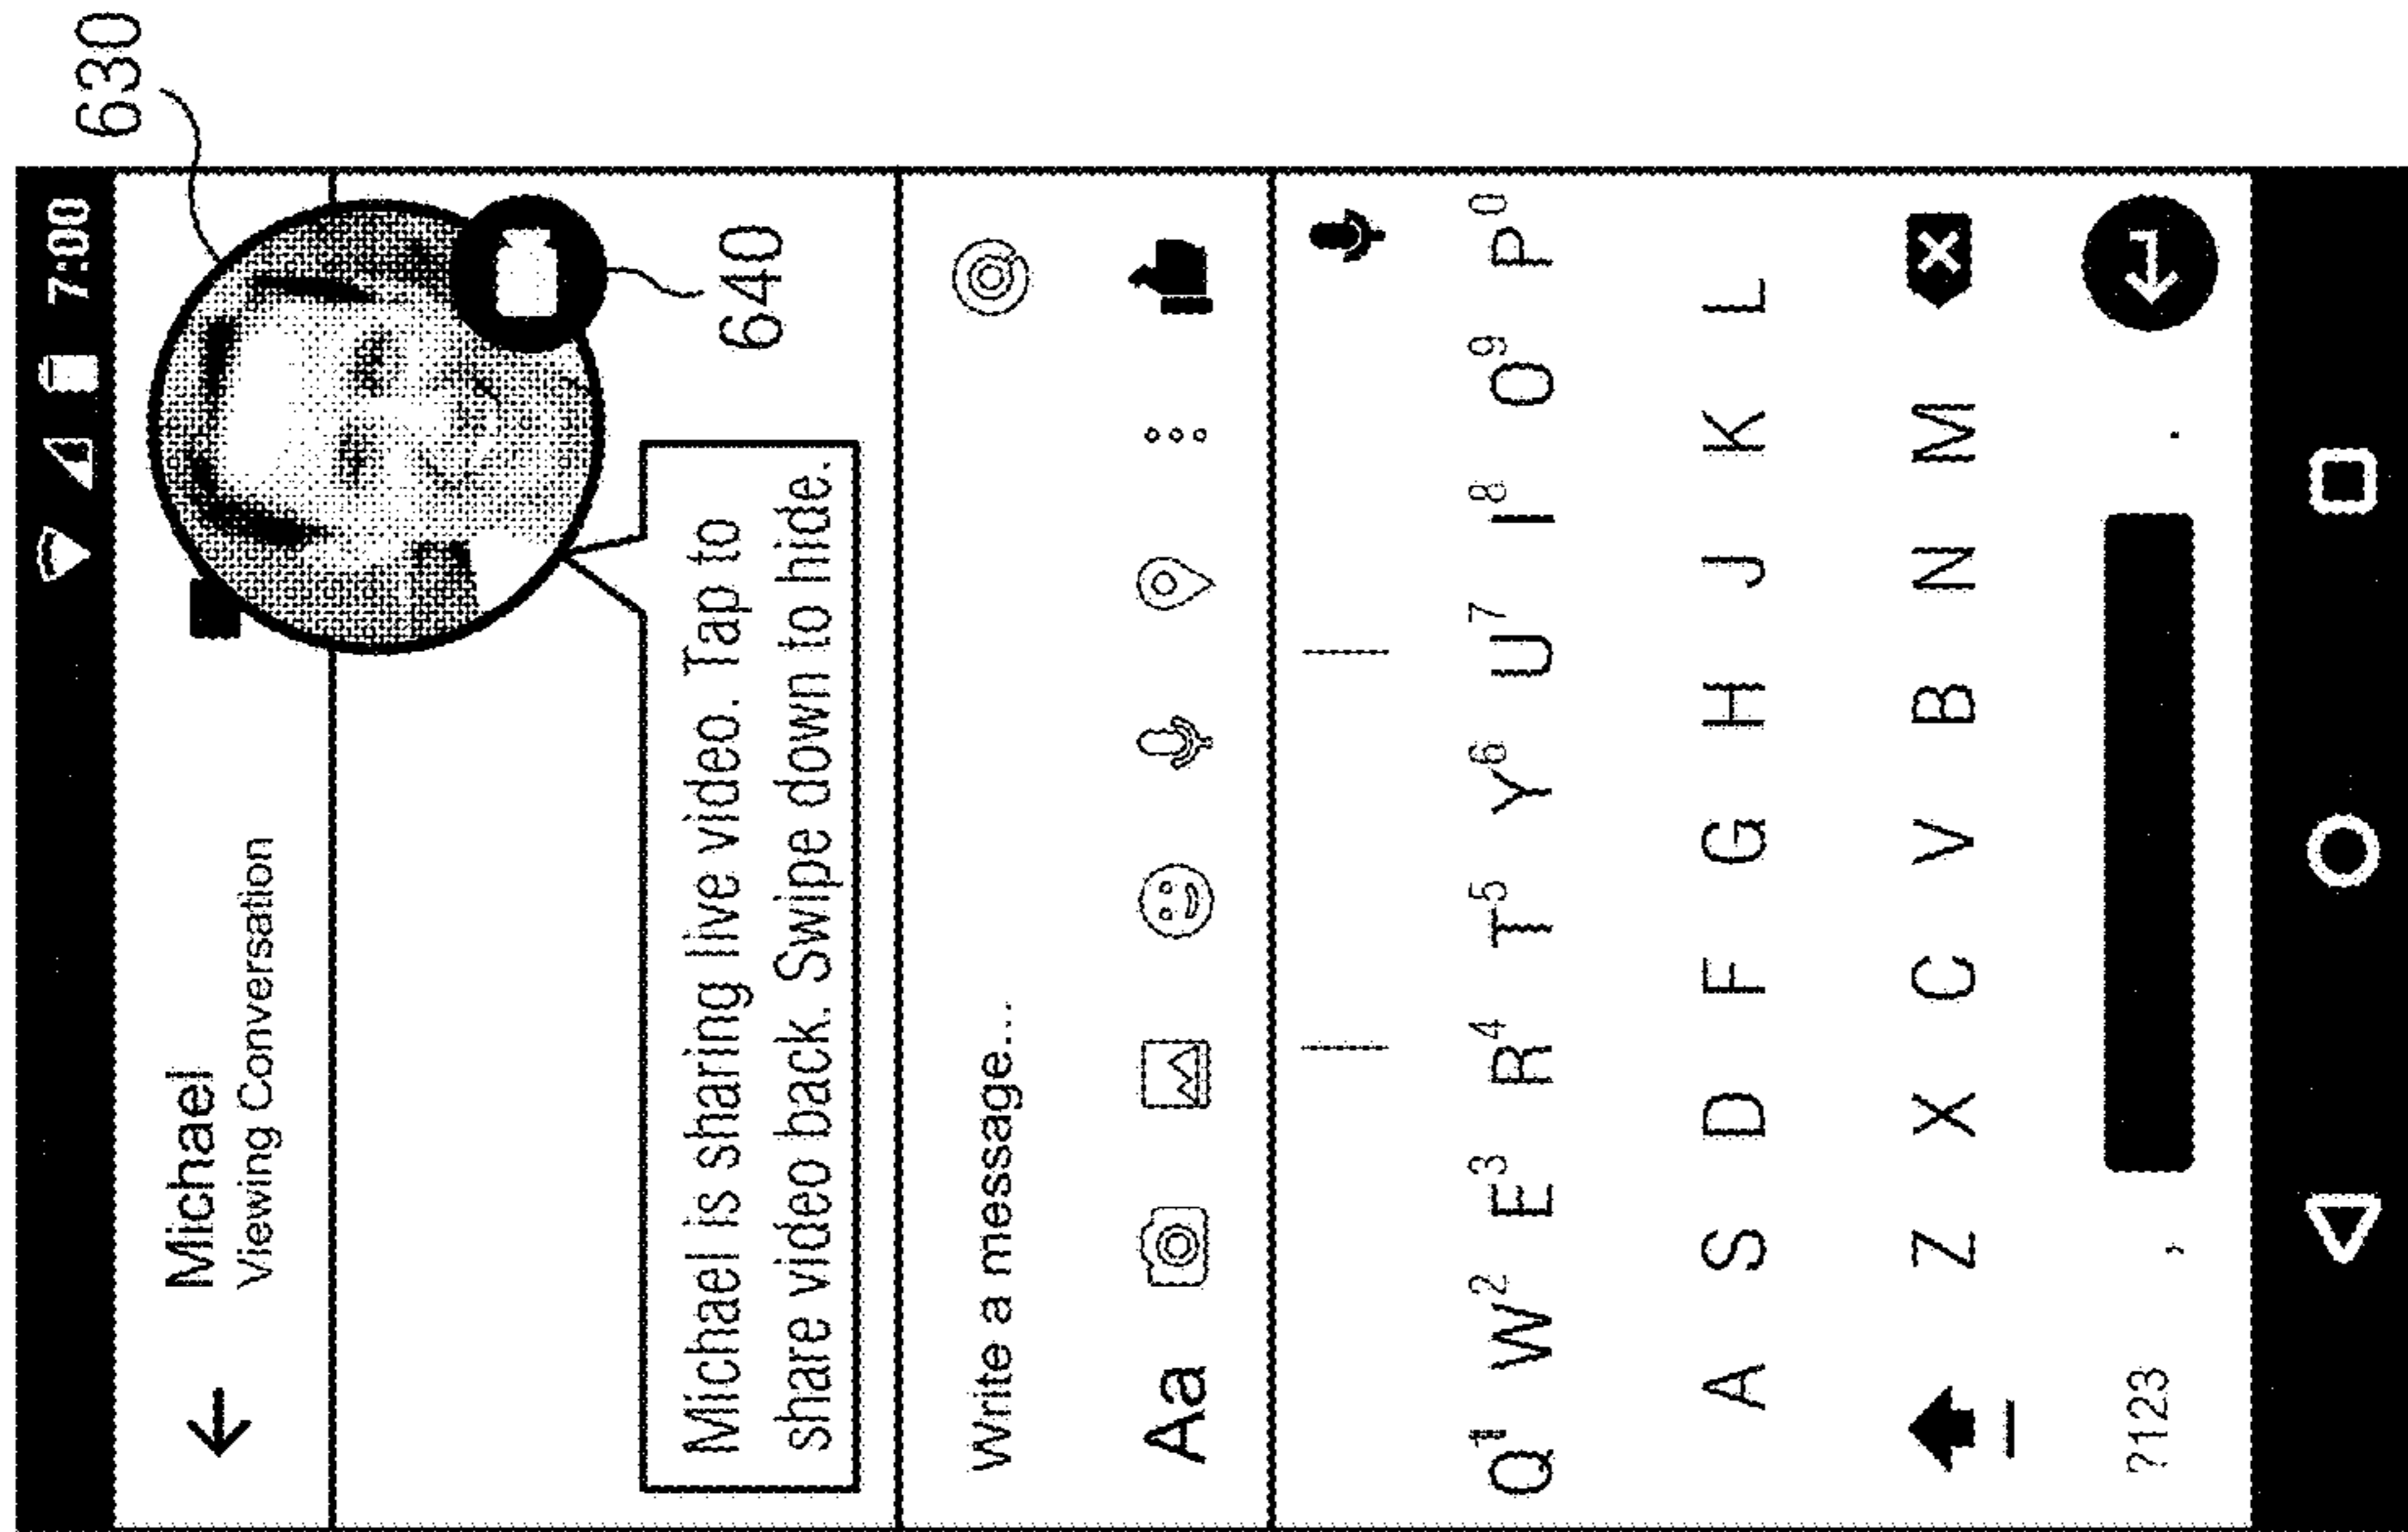 630
7:00
Michael
Viewing Conversation
640
Michael is sharing live video. Tap to
share video back. Swipe down to hide.
Write a message...
Aa
Q1 W2 E3 R4 T5 Y6 U7 I8 O9 P0
A S D F G H J K L
Z X C V B N M
?123 , .